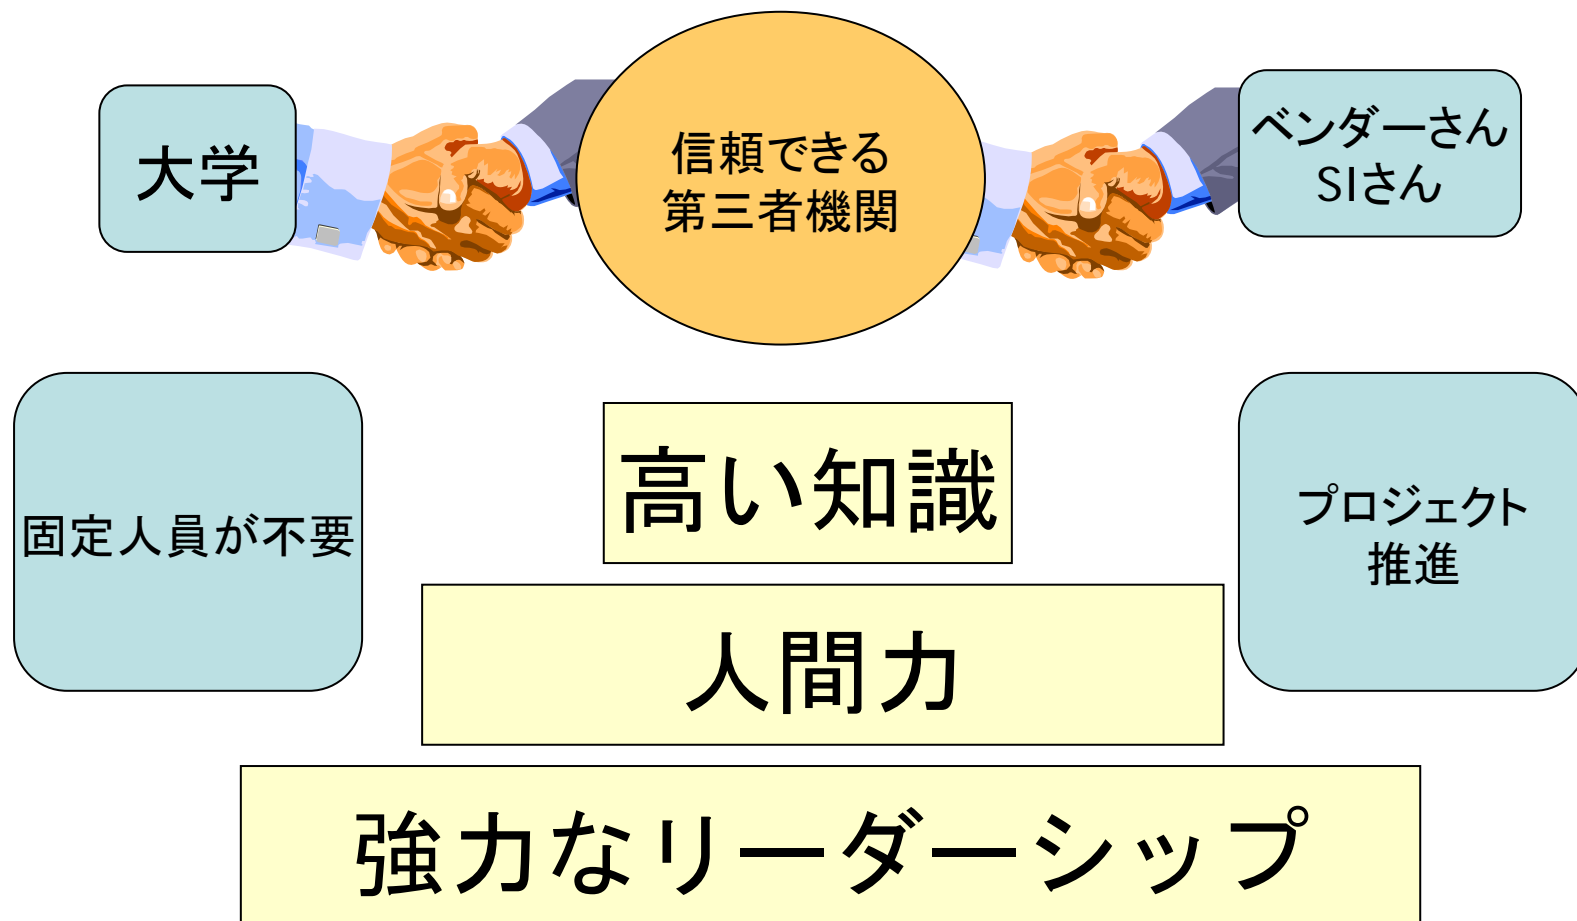 大学
信頼できる
第三者機関
ベンダーさん
SIさん
固定人員が不要
高い知識
プロジェクト
推進
人間力
強力なリーダーシップ